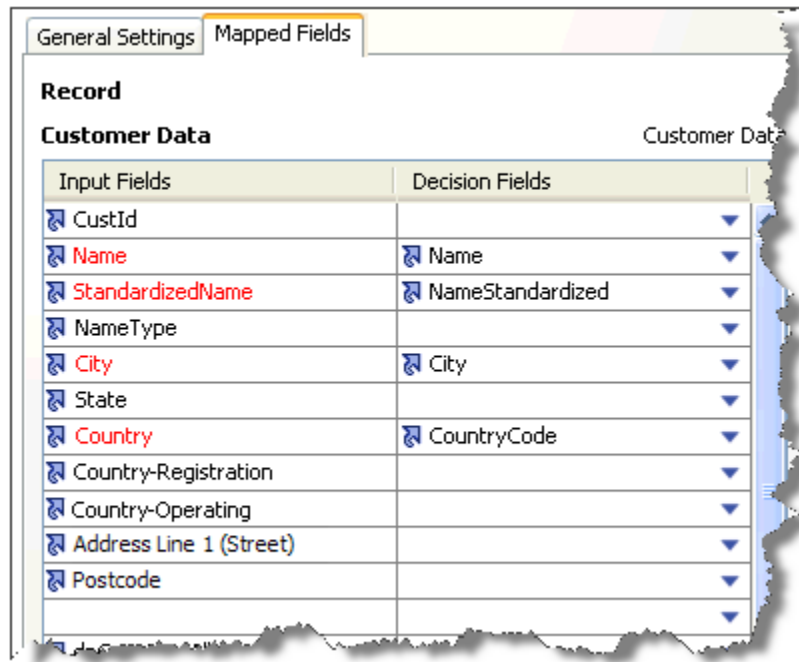 General Settings Mapped Fields
Record
Customer Data Customer Data
Input Fields Decision Fields
CustId
Name Name
StandardizedName NameStandardized
NameType
City City
State
Country CountryCode
Country-Registration
Country-Operating
Address Line 1 (Street)
Postcode